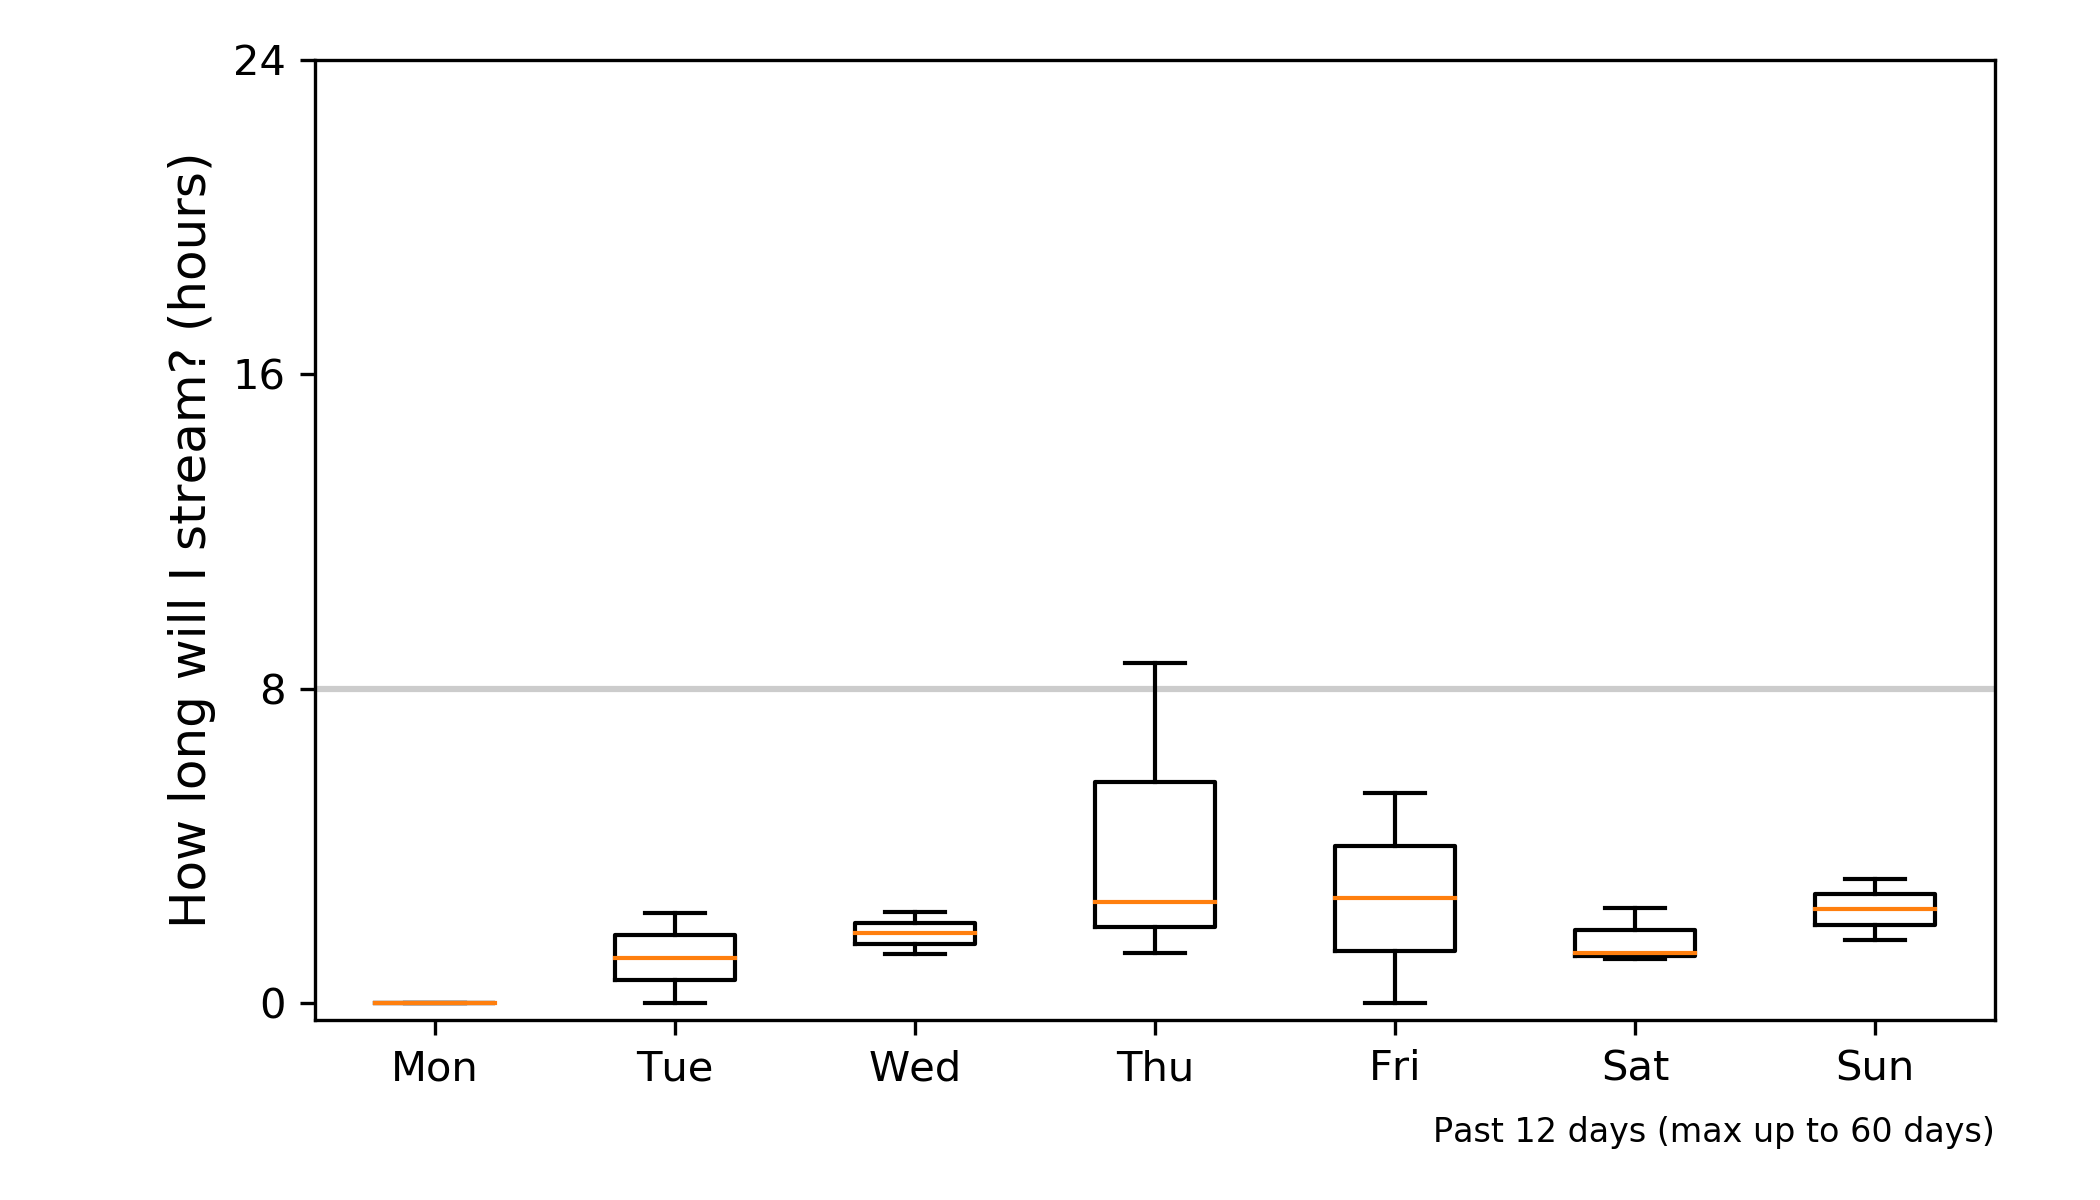 How long will I stream? (hours)
24
16
8
0
Mon Tue Wed Thu Fri Sat Sun
Past 12 days (max up to 60 days)